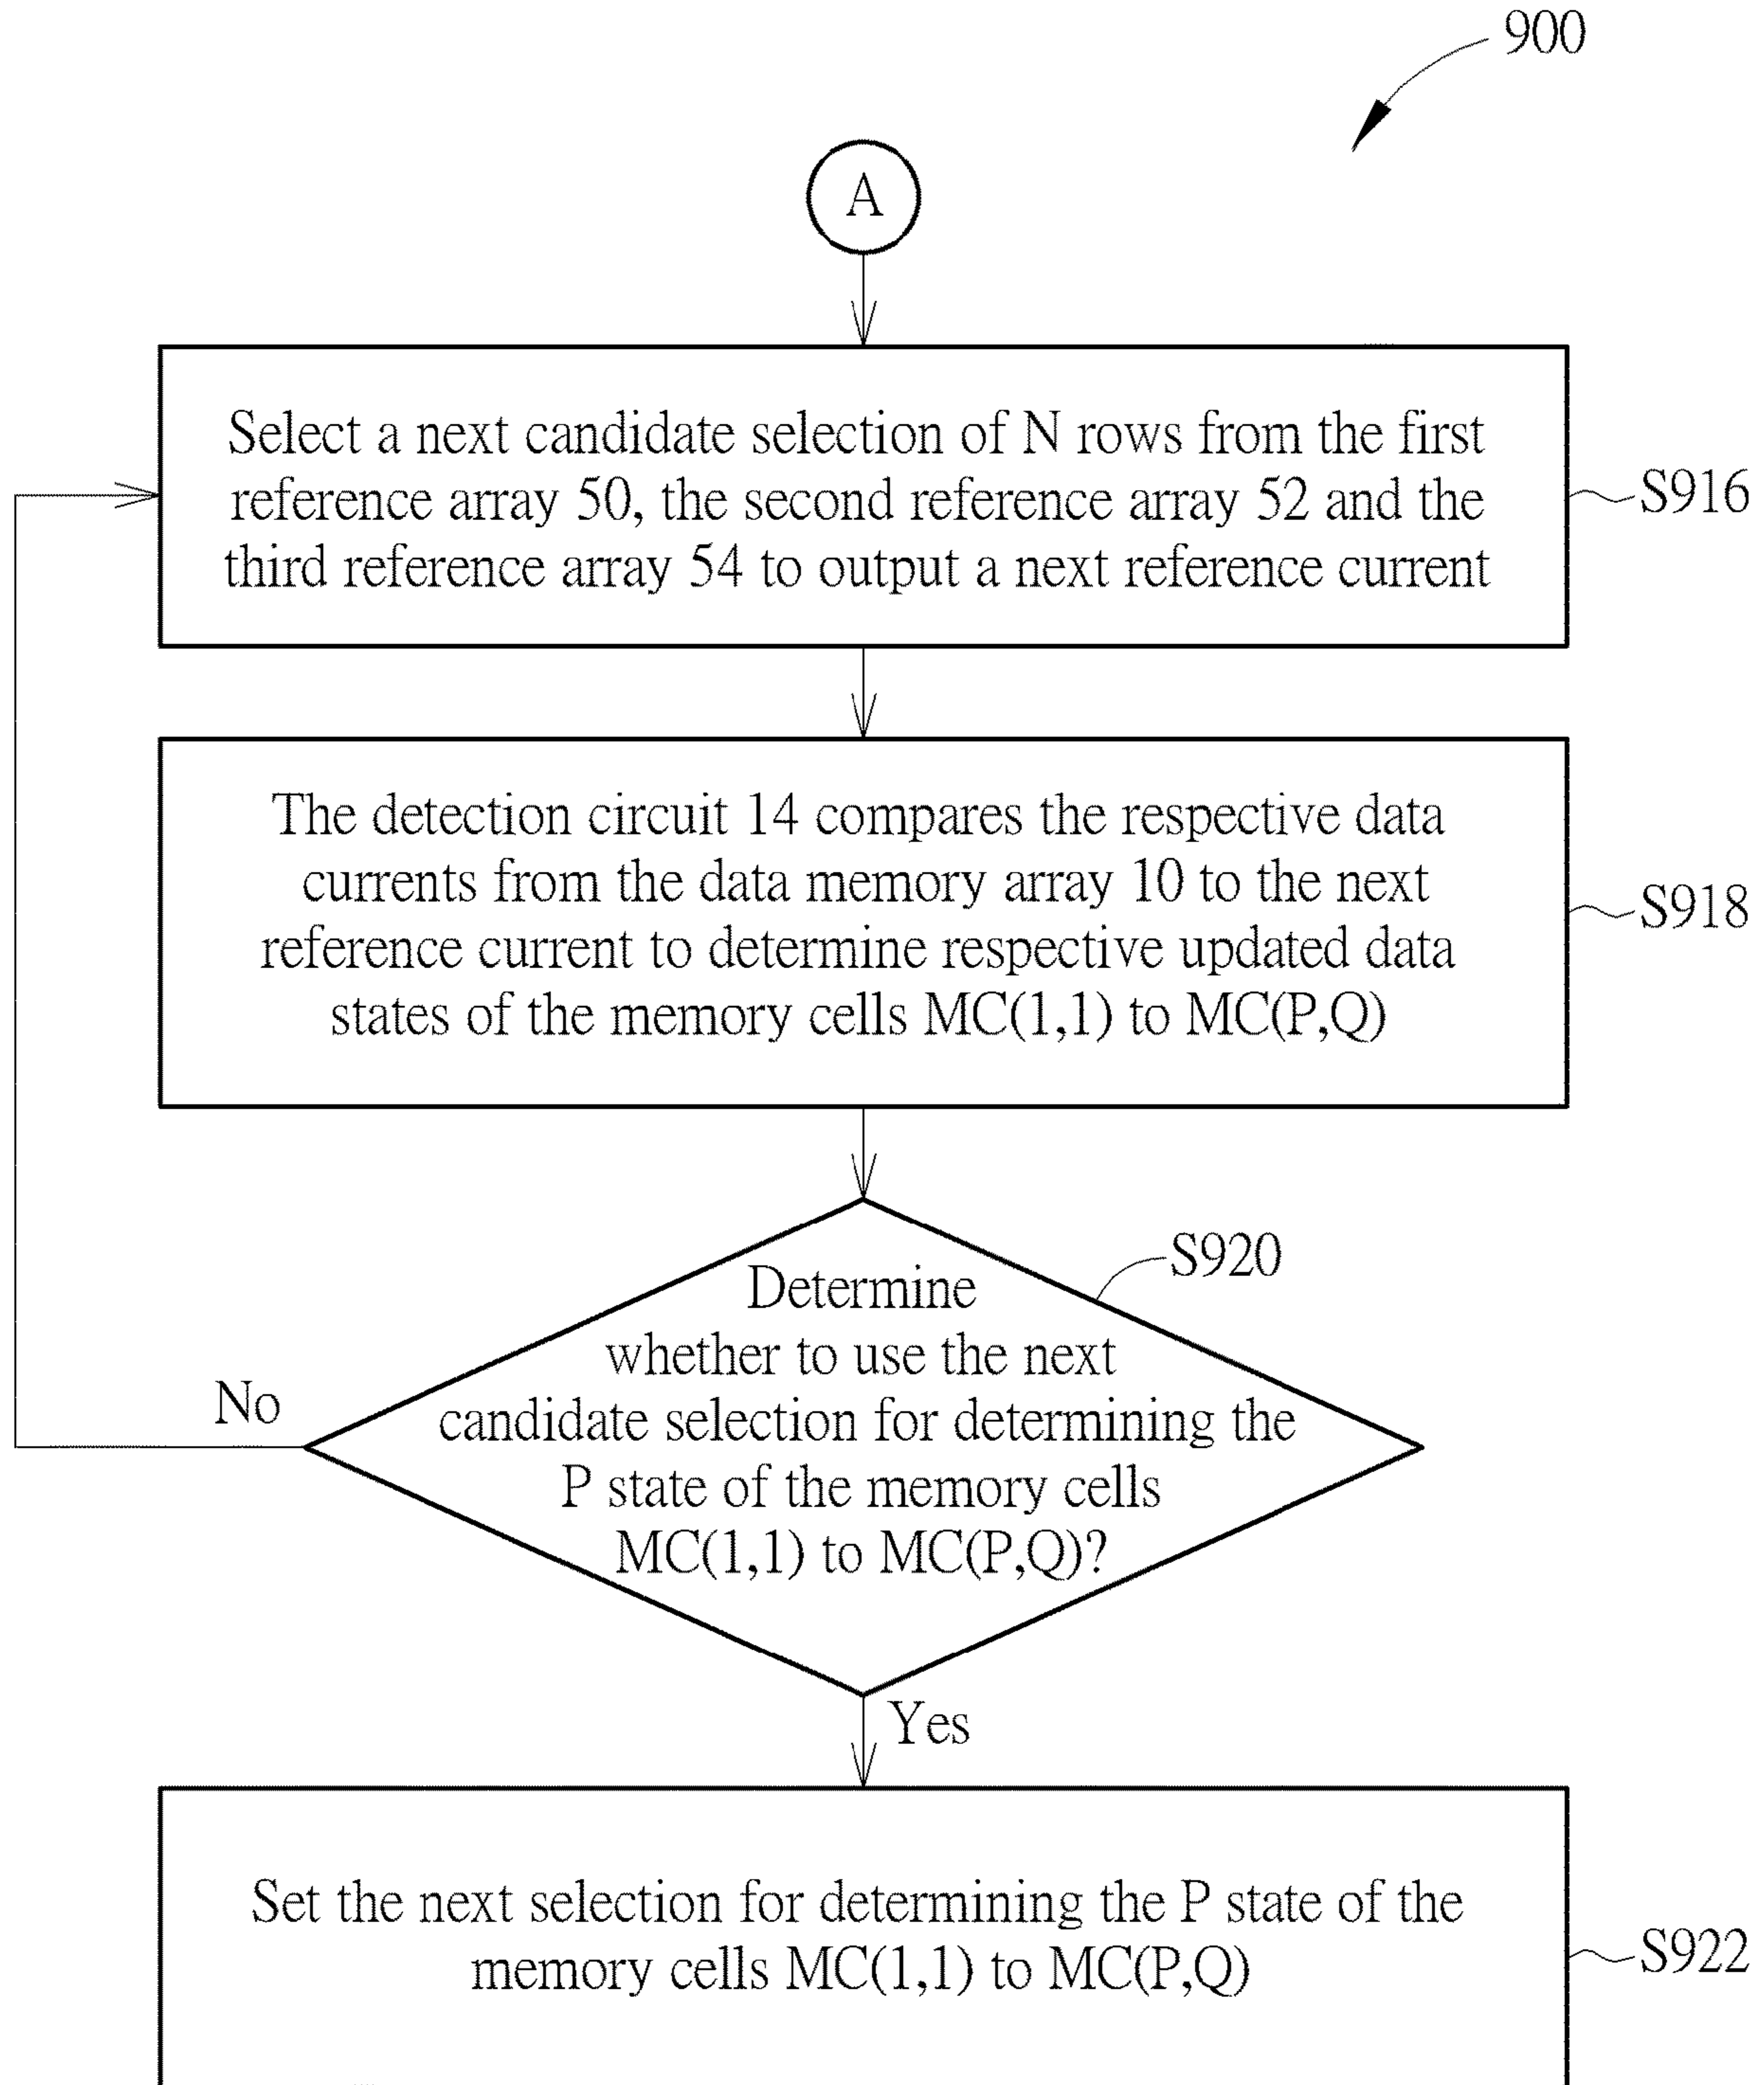 900
A
Select a next candidate selection of N rows from the first
reference array 50, the second reference array 52 and the
third reference array 54 to output a next reference current
S916
The detection circuit 14 compares the respective data
currents from the data memory array 10 to the next
reference current to determine respective updated data
states of the memory cells MC(1,1) to MC(P,Q)
S918
S920
Determine
whether to use the next
candidate selection for determining the
P state of the memory cells
MC(1,1) to MC(P,Q)?
No
Yes
Set the next selection for determining the P state of the
memory cells MC(1,1) to MC(P,Q)
S922